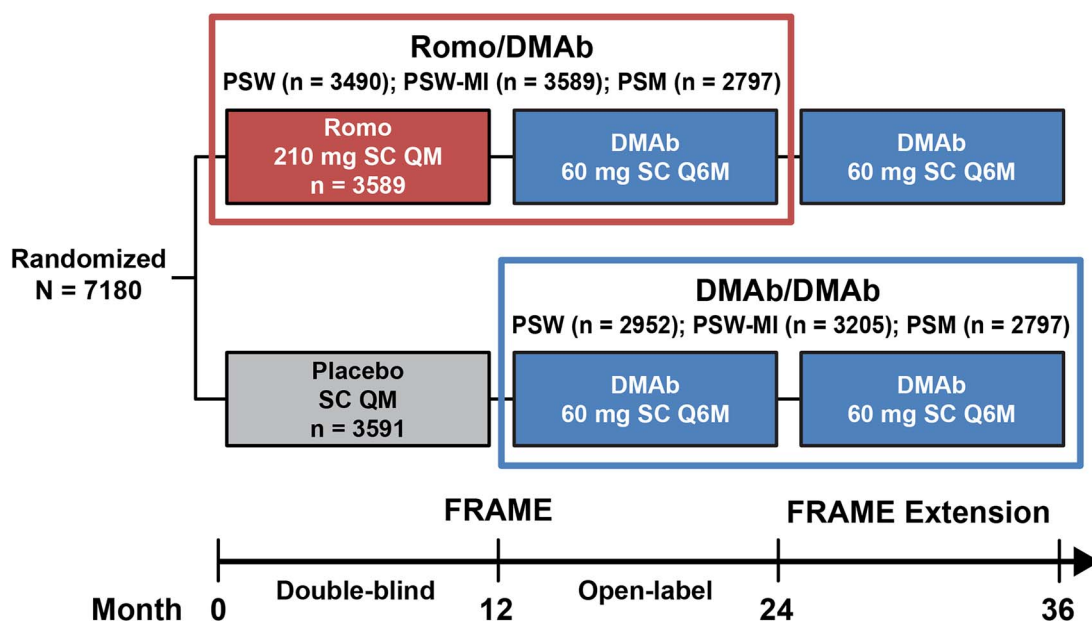 Romo/DMAb
PSW (n = 3490); PSW-MI (n = 3589); PSM (n = 2797)
Romo
210 mg SC QM
n = 3589
DMAb
60 mg SC Q6M
DMAb
60 mg SC Q6M
Randomized
N = 7180
DMAb/DMAb
PSW (n = 2952); PSW-MI (n = 3205); PSM (n = 2797)
Placebo
SC QM
n = 3591
DMAb
60 mg SC Q6M
DMAb
60 mg SC Q6M
FRAME
FRAME Extension
Double-blind
Open-label
Month 0 12 24 36